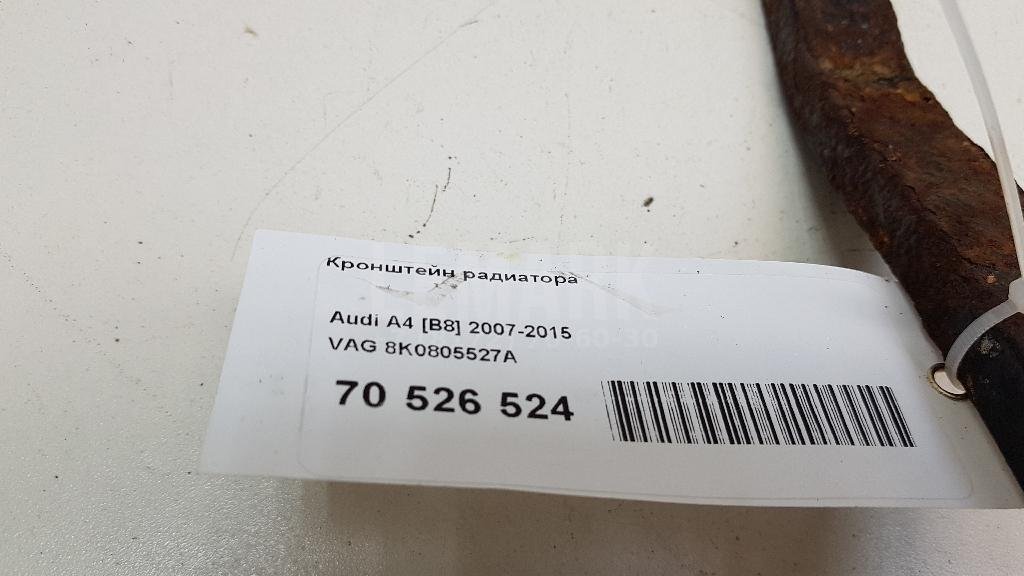 Кронштейн радиатора
Audi A4 [B8] 2007-2015
VAG 8K0805527A
70 526 524